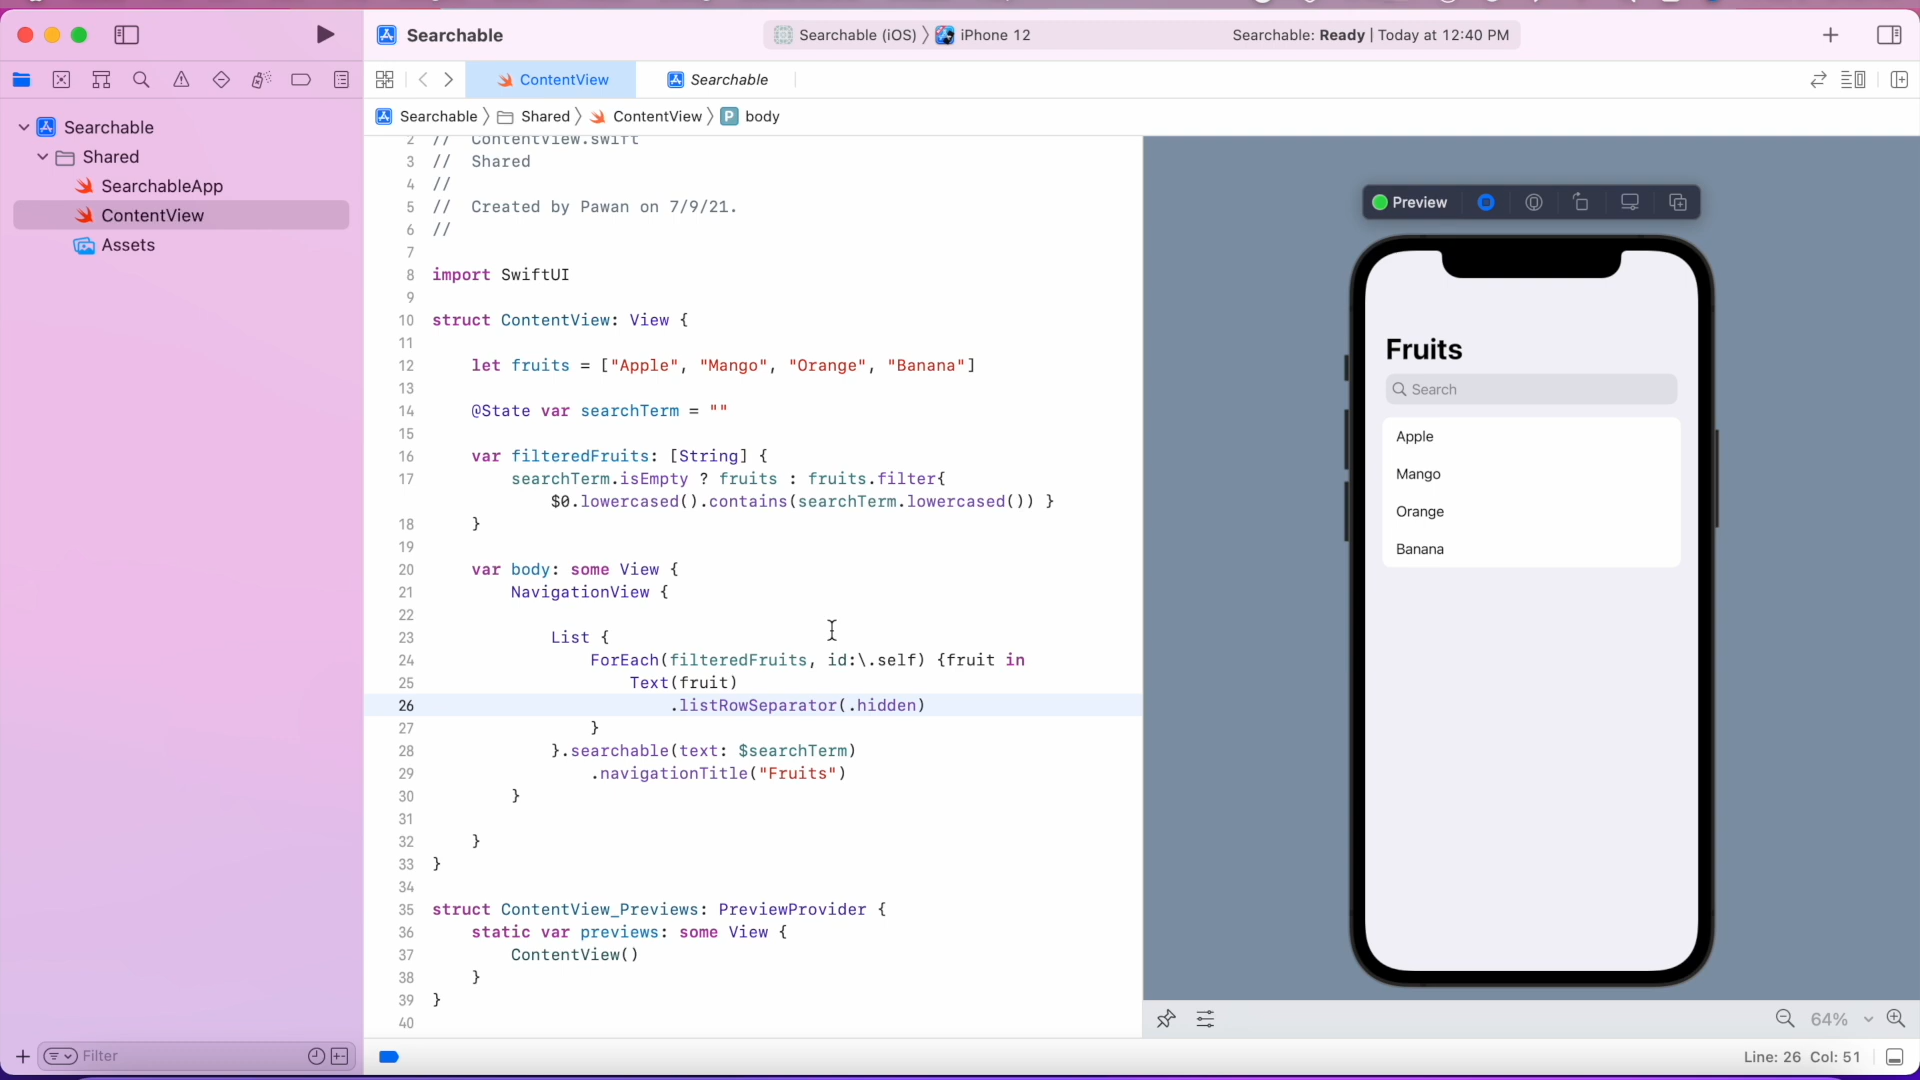 Searchable
Searchable (iOS) 〉 iPhone 12
Searchable: Ready | Today at 12:40 PM
ContentView
Searchable
Searchable 〉 Shared 〉 ContentView 〉 P body
Searchable
Shared
SearchableApp
ContentView
Assets
2 // ContentView.swift
3 // Shared
4 //
5 // Created by Pawan on 7/9/21.
6 //
7
8 import SwiftUI
9
10 struct ContentView: View {
11
12 let fruits = ["Apple", "Mango", "Orange", "Banana"]
13
14 @State var searchTerm = ""
15
16 var filteredFruits: [String] {
17 searchTerm.isEmpty ? fruits : fruits.filter{
$0.lowercased().contains(searchTerm.lowercased()) }
18 }
19
20 var body: some View {
21 NavigationView {
22
23 List {
24 ForEach(filteredFruits, id:\.self) {fruit in
25 Text(fruit)
26 .listRowSeparator(.hidden)
27 }
28 }.searchable(text: $searchTerm)
29 .navigationTitle("Fruits")
30 }
31
32 }
33 }
34
35 struct ContentView_Previews: PreviewProvider {
36 static var previews: some View {
37 ContentView()
38 }
39 }
40
Preview
Fruits
Search
Apple
Mango
Orange
Banana
64%
Filter
Line: 26 Col: 51